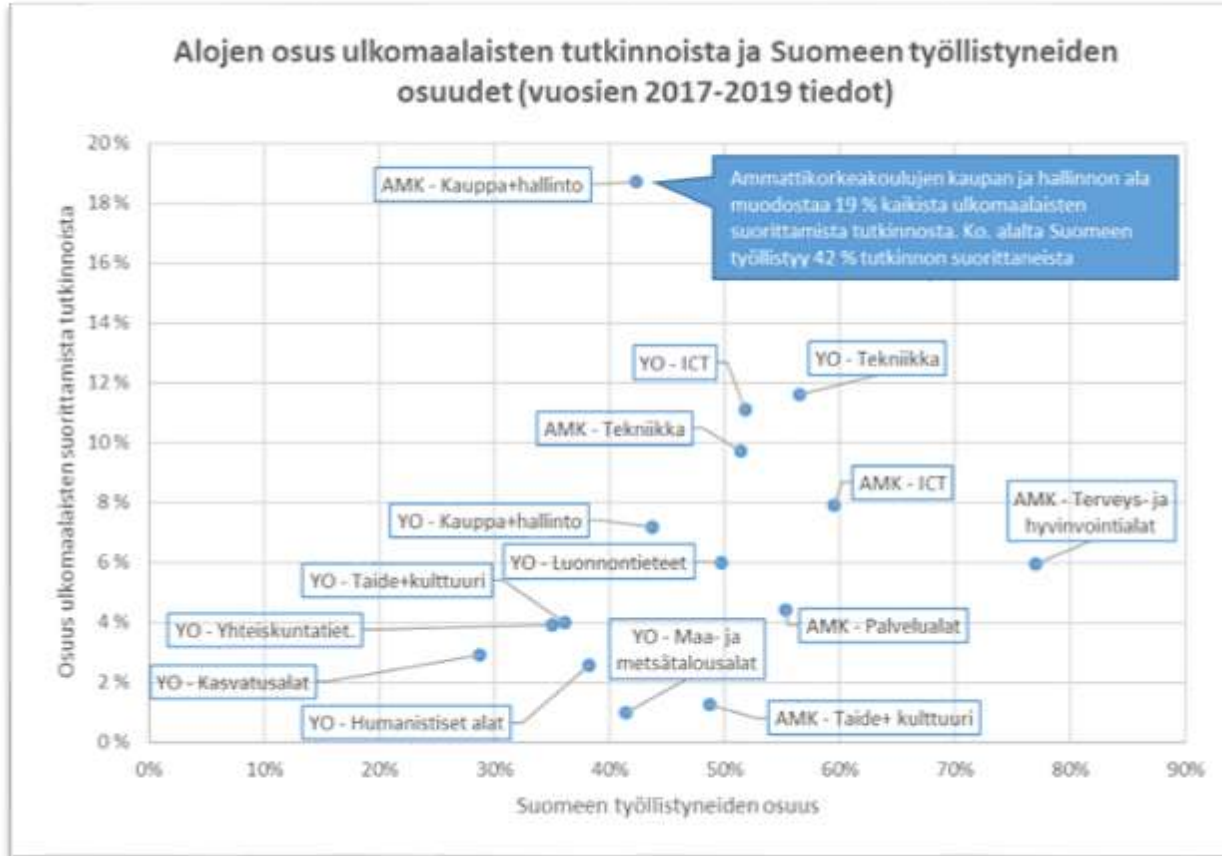 Alojen osus ulkomaalaisten tutkinnoista ja Suomeen työllistyneiden
osuudet (vuosien 2017-2019 tiedot)
Osuus ulkomaalaisten suorittamista tutkinnoista
20 %
18 %
16 %
14 %
12 %
10 %
8 %
6 %
4 %
2 %
0 %
AMK - Kauppa+hallinto
Ammattikorkeakoulujen kaupan ja hallinnon ala
muodostaa 19 % kaikista ulkomaalaisten
suorittamista tutkinnosta. Ko. alalta Suomeen
työllistyy 42 % tutkinnon suorittaneista
YO - ICT
YO - Tekniikka
AMK - Tekniikka
AMK - ICT
AMK - Terveys- ja
hyvinvointialat
YO - Kauppa+hallinto
YO - Luonnontieteet
YO - Taide+kulttuuri
YO - Yhteiskuntatiet.
AMK - Palvelualat
YO - Maa- ja
metsätalousalat
YO - Kasvatusalat
YO - Humanistiset alat
AMK - Taide+ kulttuuri
0%
10%
20%
30%
40%
50%
60%
70%
80%
90%
Suomeen työllistyneiden osuus